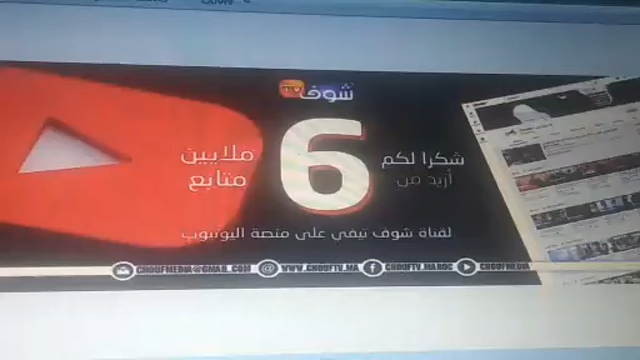 شوف TV
شكرا لكم 6 ملايين
أزيد من متابع
لقناة شوف تيفي على منصة اليوتيوب
CHOUFMEDIA@GMAIL.COM WWW.CHOUFTV.MA CHOUFTV.MAROC CHOUFMEDIA